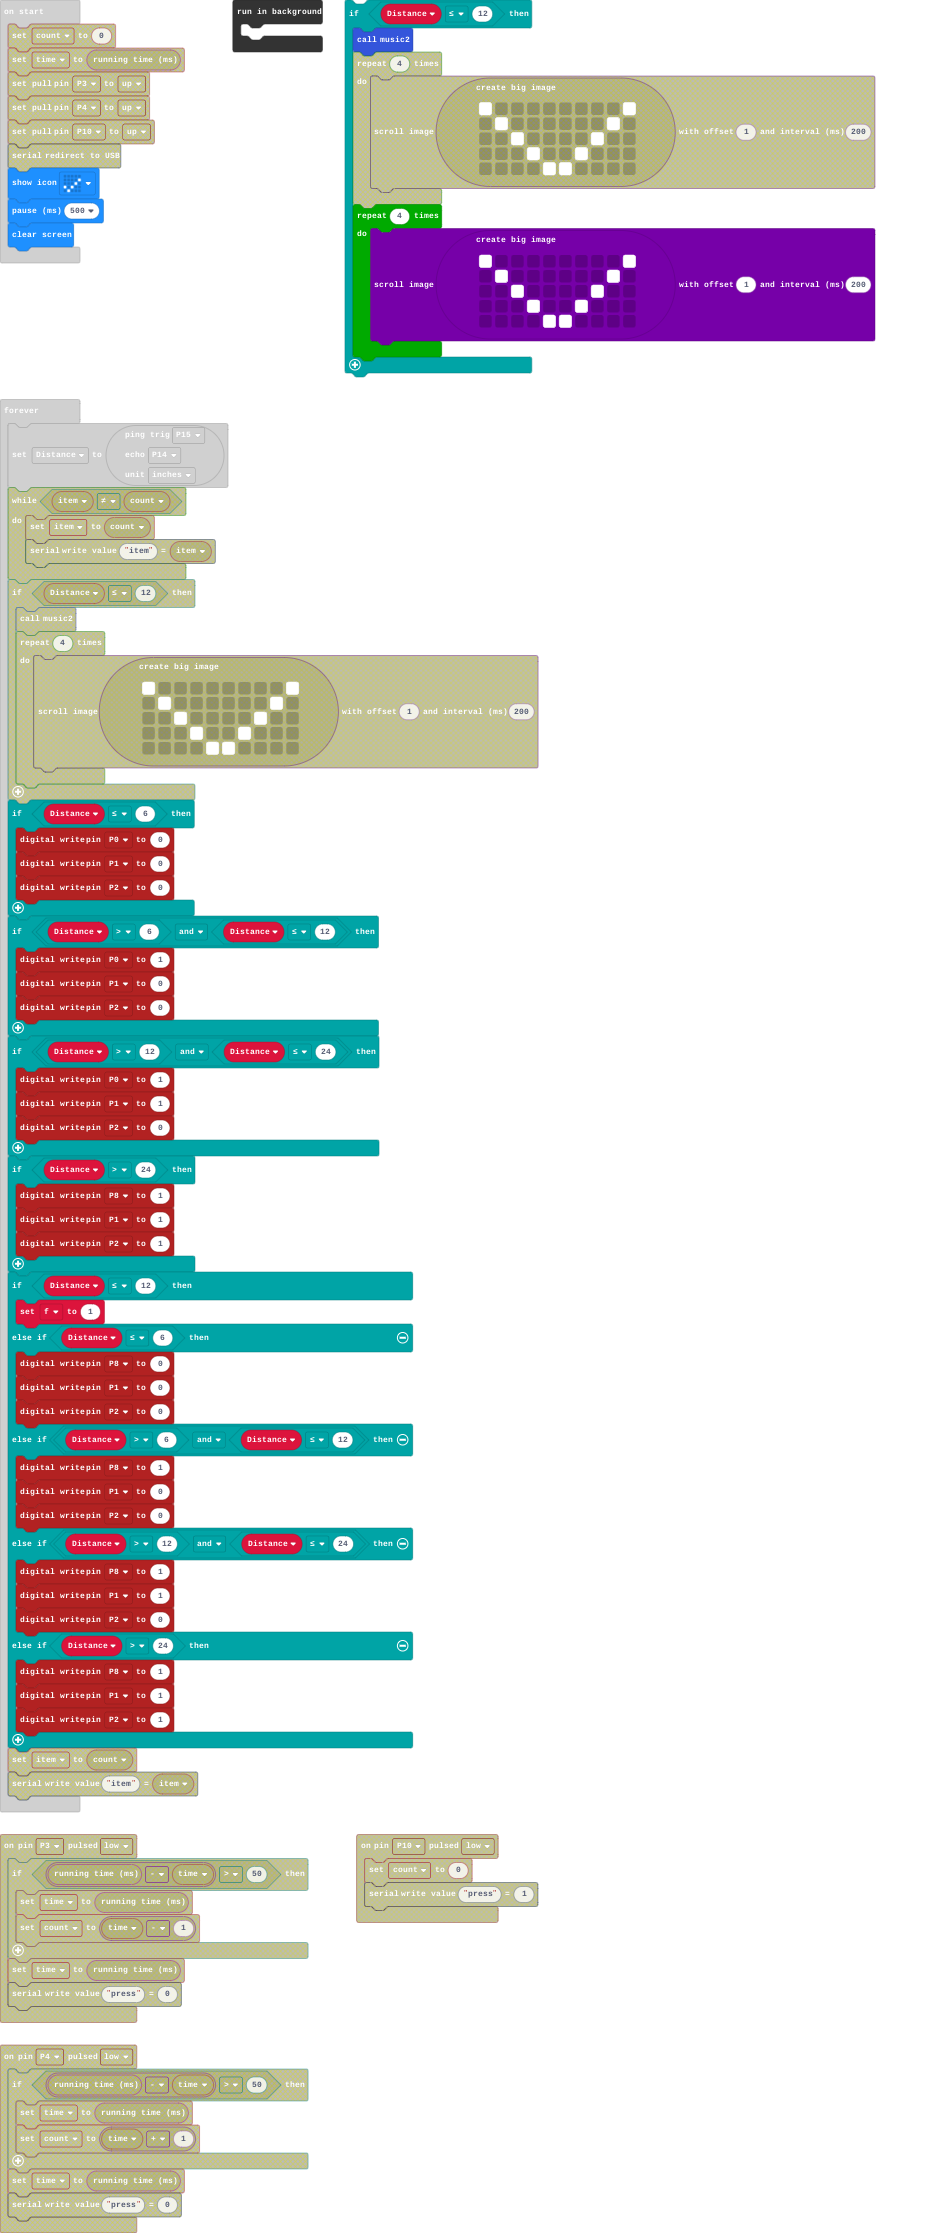 on start
set count to 0
set time to running time (ms)
set pull pin P3 to up
set pull pin P4 to up
set pull pin P10 to up
serial redirect to USB
show icon
pause (ms) 500
clear screen
run in background
if Distance ≤ 12 then
call music2
repeat 4 times
do
create big image
scroll image with offset 1 and interval (ms) 200
repeat 4 times
do
create big image
scroll image with offset 1 and interval (ms) 200
forever
ping trig P15
set Distance to echo P14
unit inches
while item ≠ count
do set item to count
serial write value "item" = item
if Distance ≤ 12 then
call music2
repeat 4 times
do
create big image
scroll image with offset 1 and interval (ms) 200
if Distance ≤ 6 then
digital write pin P0 to 0
digital write pin P1 to 0
digital write pin P2 to 0
if Distance > 6 and Distance ≤ 12 then
digital write pin P0 to 1
digital write pin P1 to 0
digital write pin P2 to 0
if Distance > 12 and Distance ≤ 24 then
digital write pin P0 to 1
digital write pin P1 to 1
digital write pin P2 to 0
if Distance > 24 then
digital write pin P8 to 1
digital write pin P1 to 1
digital write pin P2 to 1
if Distance ≤ 12 then
set f to 1
else if Distance ≤ 6 then
digital write pin P8 to 0
digital write pin P1 to 0
digital write pin P2 to 0
else if Distance > 6 and Distance ≤ 12 then
digital write pin P8 to 1
digital write pin P1 to 0
digital write pin P2 to 0
else if Distance > 12 and Distance ≤ 24 then
digital write pin P8 to 1
digital write pin P1 to 1
digital write pin P2 to 0
else if Distance > 24 then
digital write pin P8 to 1
digital write pin P1 to 1
digital write pin P2 to 1
set item to count
serial write value "item" = item
on pin P3 pulsed low
if running time (ms) - time > 50 then
set time to running time (ms)
set count to time - 1
set time to running time (ms)
serial write value "press" = 0
on pin P10 pulsed low
set count to 0
serial write value "press" = 1
on pin P4 pulsed low
if running time (ms) - time > 50 then
set time to running time (ms)
set count to time + 1
set time to running time (ms)
serial write value "press" = 0